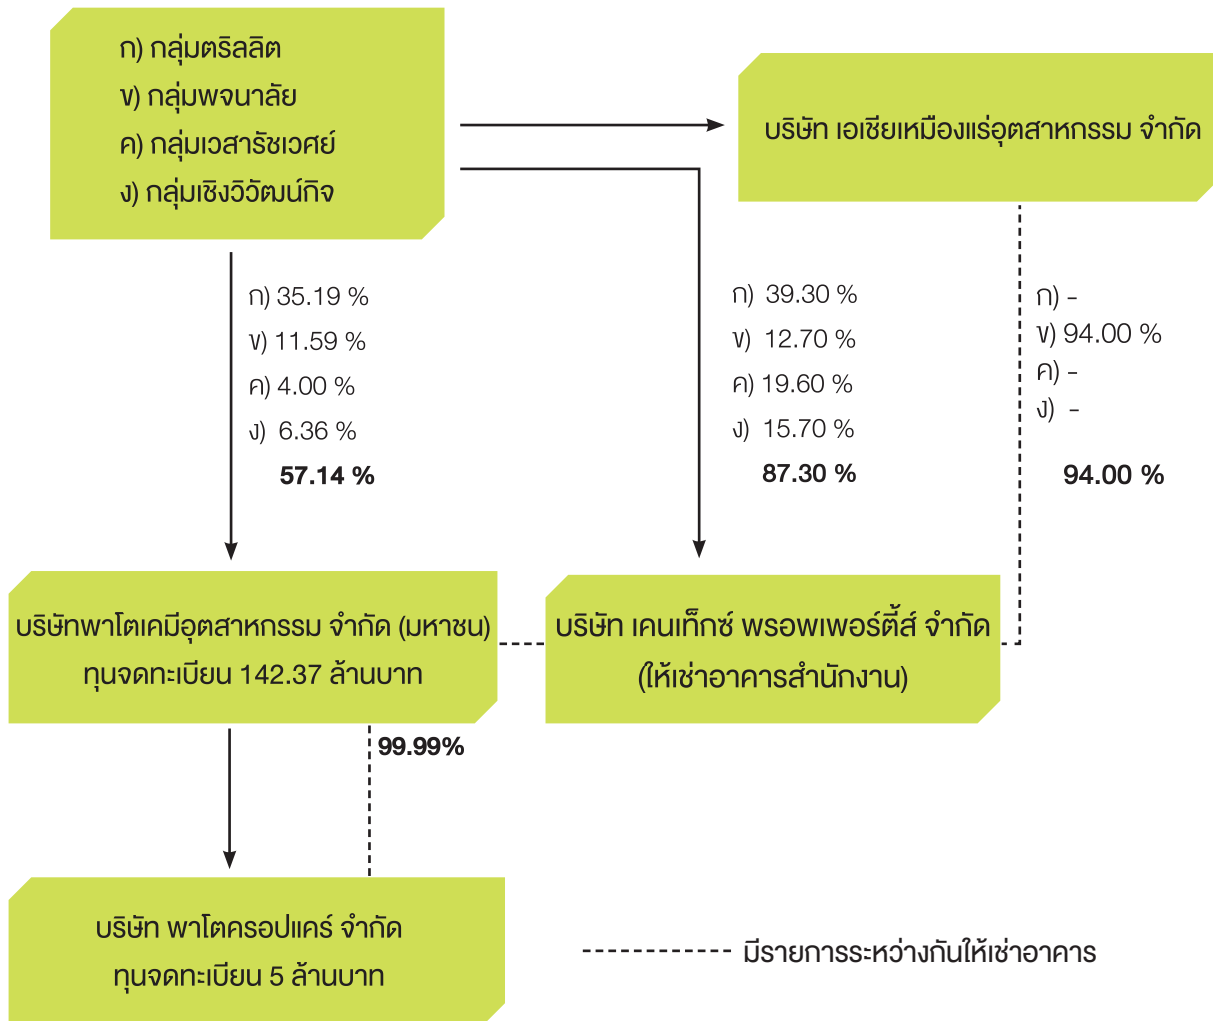 ก) กลุ่มตริลลิต
ข) กลุ่มพจนาลัย
ค) กลุ่มเวสารัชเวศย์
ง) กลุ่มเชิงวิวัฒน์กิจ
บริษัท เอเชียเหมืองแร่อุตสาหกรรม จำกัด
ก) 35.19 %
ข) 11.59 %
ค) 4.00 %
ง) 6.36 %
57.14 %
ก) 39.30 %
ข) 12.70 %
ค) 19.60 %
ง) 15.70 %
87.30 %
ก) -
ข) 94.00 %
ค) -
ง) -
94.00 %
บริษัทพาโตเคมีอุตสาหกรรม จำกัด (มหาชน)
ทุนจดทะเบียน 142.37 ล้านบาท
บริษัท เคนเท็กซ์ พรอพเพอร์ตี้ส์ จำกัด
(ให้เช่าอาคารสำนักงาน)
99.99%
บริษัท พาโตครอปแคร์ จำกัด
ทุนจดทะเบียน 5 ล้านบาท
มีรายการระหว่างกันให้เช่าอาคาร